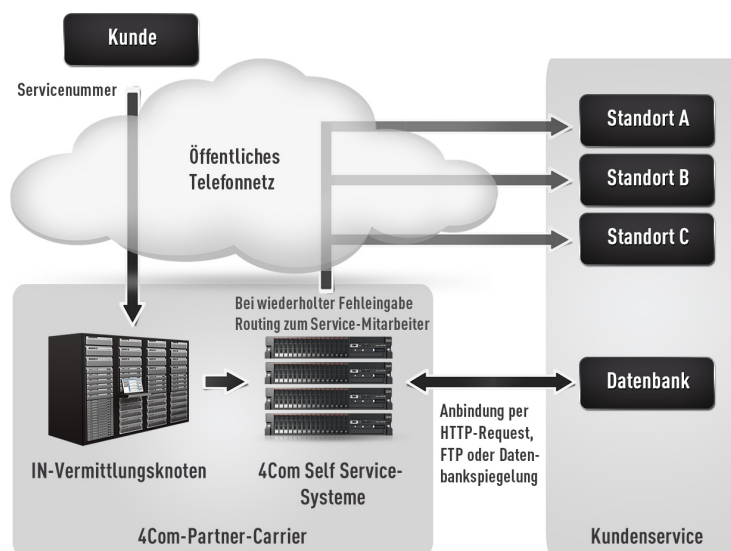 Kunde
Servicenummer
Öffentliches
Telefonnetz
Standort A
Standort B
Standort C
Bei wiederholter Fehleingabe
Routing zum Service-Mitarbeiter
Datenbank
Anbindung per
HTTP-Request,
FTP oder Daten-
bankspiegelung
IN-Vermittlungsknoten
4Com Self Service-
Systeme
4Com-Partner-Carrier
Kundenservice